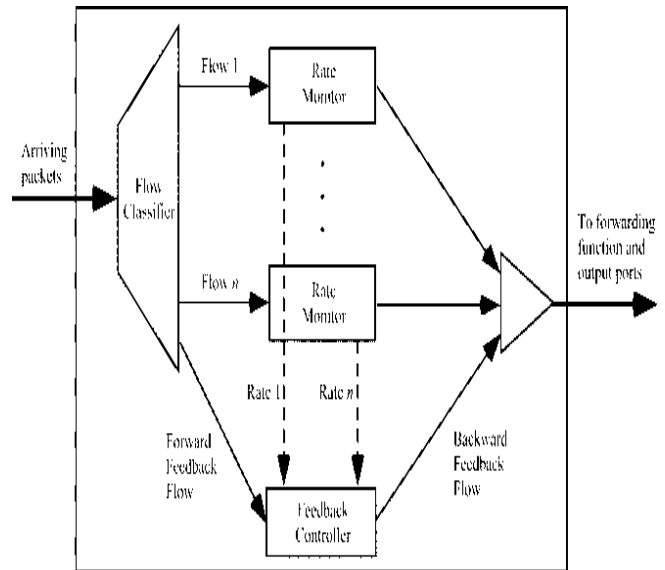 Flow 1
Rate
Monitor
Arriving
packets
Flow
Classifier
To forwarding
function and
output ports
Flow n
Rate
Monitor
Rate 1
Rate n
Forward
Feedback
Flow
Backward
Feedback
Flow
Feedback
Controller